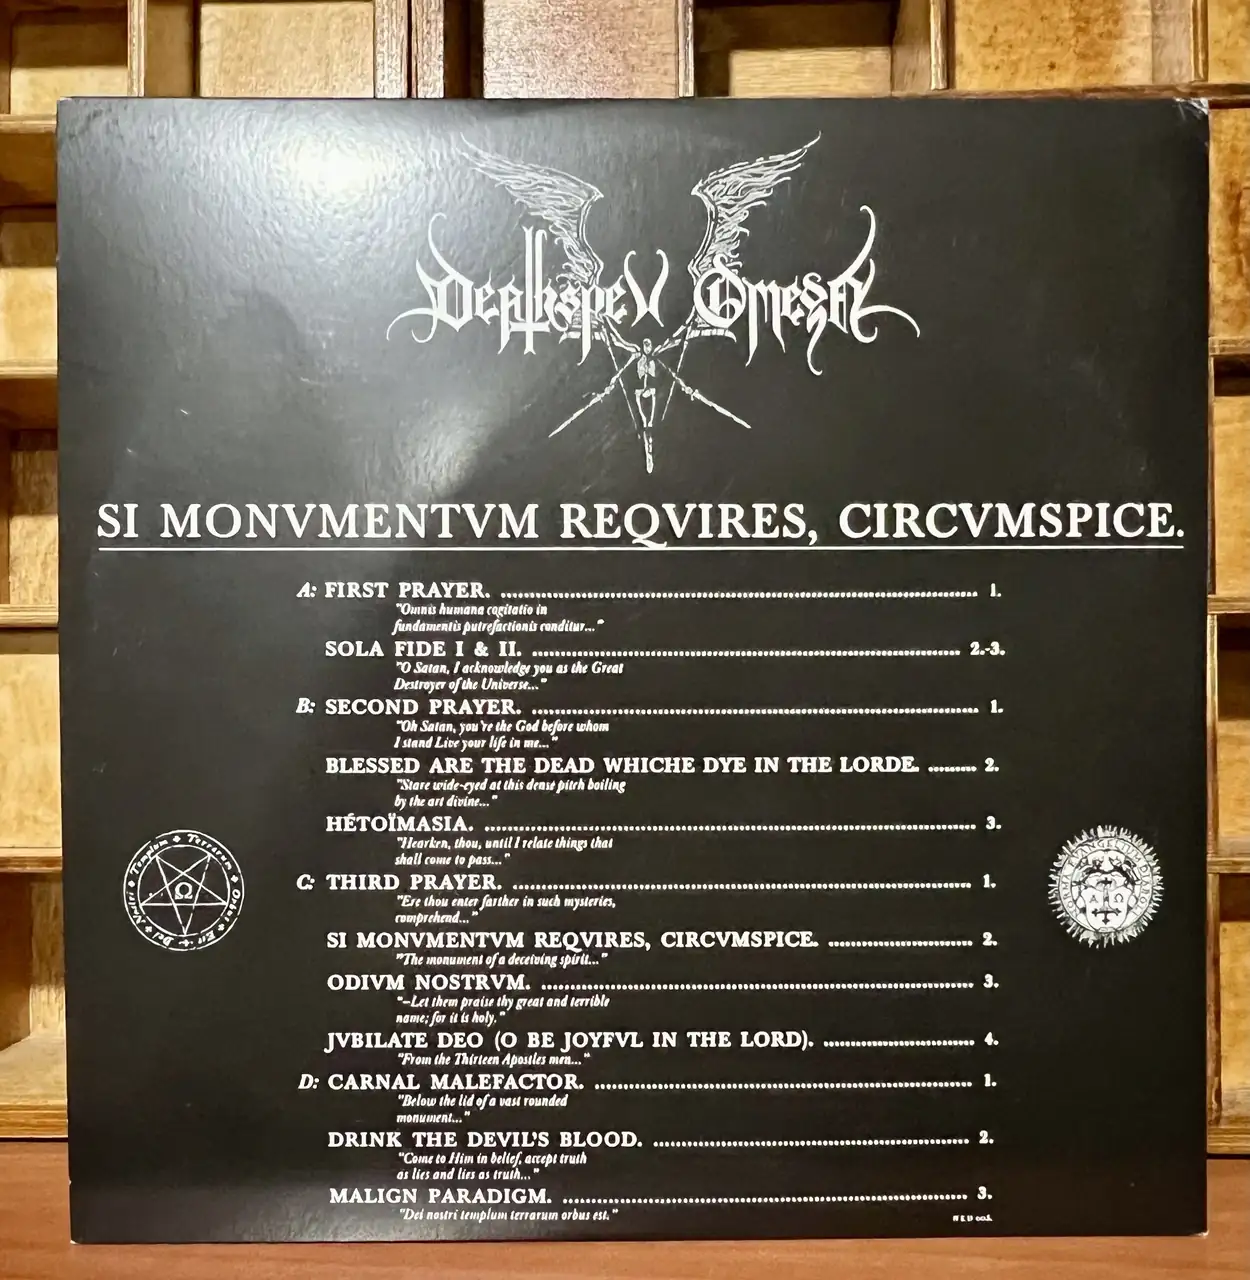 Deathspell Omega
SI MONVMENTVM REQVIRES, CIRCVMSPICE.
A: FIRST PRAYER. 1.
"Omnis humana cogitatio in
fundamentis putrefactionis conditur..."
SOLA FIDE I & II. 2.-3.
"O Satan, I acknowledge you as the Great
Destroyer of the Universe..."
B: SECOND PRAYER. 1.
"Oh Satan, you're the God before whom
I stand Live your life in me..."
BLESSED ARE THE DEAD WHICHE DYE IN THE LORDE. 2.
"Stare wide-eyed at this dense pitch boiling
by the art divine..."
HÉTOÏMASIA. 3.
"Hearken, thou, until I relate things that
shall come to pass..."
C: THIRD PRAYER. 1.
"Ere thou enter farther in such mysteries,
comprehend..."
SI MONVMENTVM REQVIRES, CIRCVMSPICE. 2.
"The monument of a deceiving spirit..."
ODIVM NOSTRVM. 3.
"–Let them praise thy great and terrible
name; for it is holy."
JVBILATE DEO (O BE JOYFVL IN THE LORD). 4.
"From the Thirteen Apostles men..."
D: CARNAL MALEFACTOR. 1.
"Below the lid of a vast rounded
monument..."
DRINK THE DEVIL'S BLOOD. 2.
"Come to Him in belief, accept truth
as lies and lies as truth..."
MALIGN PARADIGM. 3.
"Dei nostri templum terrarum orbus est."
Templum Terrarum Orbus Est Dei Nostri
A Ω
Ω